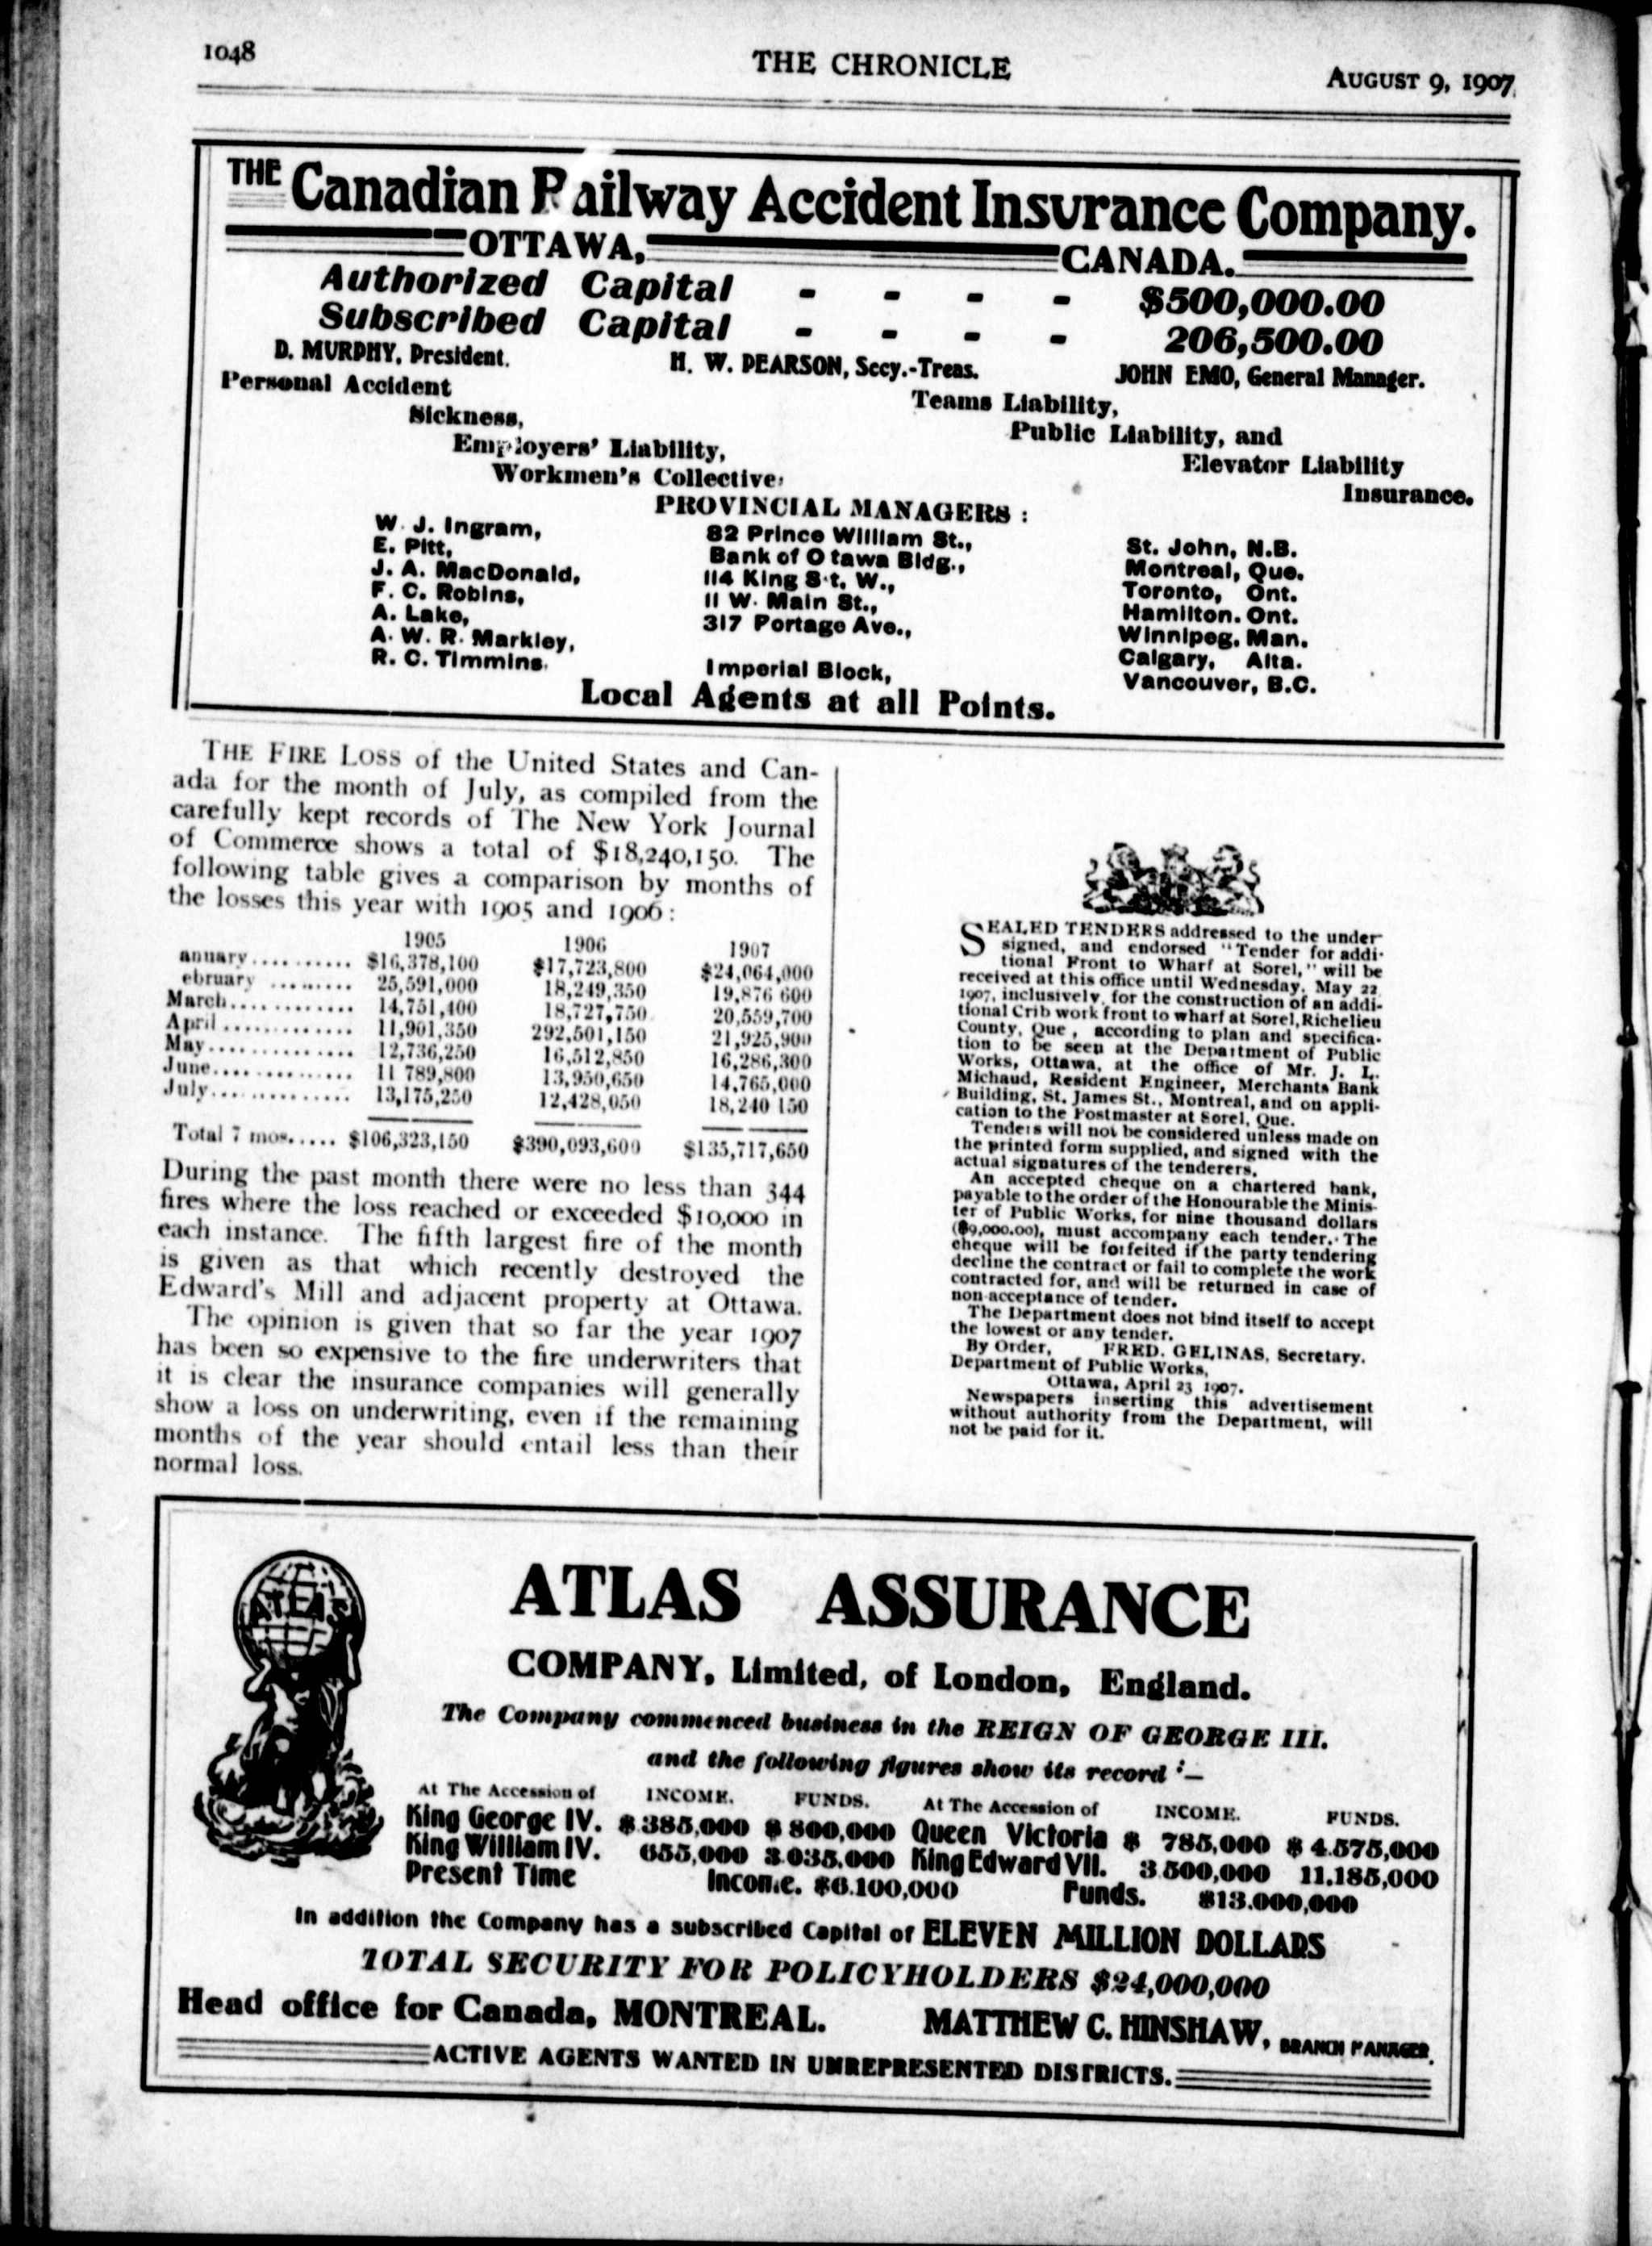 1048
THE CHRONICLE
AUGUST 9, 1907
THE Canadian Railway Accident Insurance Company.
OTTAWA, CANADA.
Authorized Capital - - - - $500,000.00
Subscribed Capital - - - - 206,500.00
D. MURPHY, President. H. W. PEARSON, Secy.-Treas. JOHN EMO, General Manager.
Personal Accident
Sickness,
Employers' Liability,
Workmen's Collective,
Teams Liability,
Public Liability, and
Elevator Liability
Insurance.
PROVINCIAL MANAGERS :
W. J. Ingram, 82 Prince William St., St. John, N.B.
E. Pitt, Bank of O tawa Bldg., Montreal, Que.
J. A. MacDonald, 114 King St. W., Toronto, Ont.
F. C. Robins, 11 W. Main St., Hamilton. Ont.
A. Lake, 317 Portage Ave., Winnipeg, Man.
A. W. R. Markley, Calgary, Alta.
R. C. Timmins, Imperial Block, Vancouver, B.C.
Local Agents at all Points.
THE FIRE LOSS of the United States and Can-
ada for the month of July, as compiled from the
carefully kept records of The New York Journal
of Commerce shows a total of $18,240,150. The
following table gives a comparison by months of
the losses this year with 1905 and 1906:
1905 1906 1907
anuary.......... $16,378,100 $17,723,800 $24,064,000
ebruary ......... 25,591,000 18,249,350 19,876 600
March............ 14,751,400 18,727,750 20,559,700
April ............. 11,901,350 292,501,150 21,925,900
May............... 12,736,250 16,512,850 16,286,300
June............... 11 789,800 13,950,650 14,765,000
July............... 13,175,250 12,428,050 18,240 150
Total 7 mos..... $106,323,150 $390,093,600 $135,717,650
During the past month there were no less than 344
fires where the loss reached or exceeded $10,000 in
each instance. The fifth largest fire of the month
is given as that which recently destroyed the
Edward's Mill and adjacent property at Ottawa.
The opinion is given that so far the year 1907
has been so expensive to the fire underwriters that
it is clear the insurance companies will generally
show a loss on underwriting, even if the remaining
months of the year should entail less than their
normal loss.
SEALED TENDERS addressed to the under
signed, and endorsed "Tender for addi-
tional Front to Wharf at Sorel," will be
received at this office until Wednesday, May 22
1907, inclusively, for the construction of an addi-
tional Crib work front to wharf at Sorel, Richelieu
County, Que , according to plan and specifica-
tion to be seen at the Department of Public
Works, Ottawa, at the office of Mr. J. L.
Michaud, Resident Engineer, Merchants Bank
Building, St. James St., Montreal, and on appli-
cation to the Postmaster at Sorel, Que.
Tenders will not be considered unless made on
the printed form supplied, and signed with the
actual signatures of the tenderers.
An accepted cheque on a chartered bank,
payable to the order of the Honourable the Minis-
ter of Public Works, for nine thousand dollars
($9,000.00), must accompany each tender. The
cheque will be forfeited if the party tendering
decline the contract or fail to complete the work
contracted for, and will be returned in case of
non-acceptance of tender.
The Department does not bind itself to accept
the lowest or any tender.
By Order, FRED. GELINAS, Secretary.
Department of Public Works,
Ottawa, April 23 1907.
Newspapers inserting this advertisement
without authority from the Department, will
not be paid for it.
ATLAS
ATLAS ASSURANCE
COMPANY, Limited, of London, England.
The Company commenced business in the REIGN OF GEORGE III.
and the following figures show its record :—
At The Accession of INCOME. FUNDS. At The Accession of INCOME. FUNDS.
King George IV. $ 385,000 $ 800,000 Queen Victoria $ 785,000 $ 4.575,000
King William IV. 655,000 3.035,000 King Edward VII. 3.500,000 11,185,000
Present Time Income. $6.100,000 Funds. $13.000,000
In addition the Company has a subscribed Capital of ELEVEN MILLION DOLLARS
TOTAL SECURITY FOR POLICYHOLDERS $24,000,000
Head office for Canada, MONTREAL. MATTHEW C. HINSHAW, BRANCH MANAGER.
ACTIVE AGENTS WANTED IN UNREPRESENTED DISTRICTS.